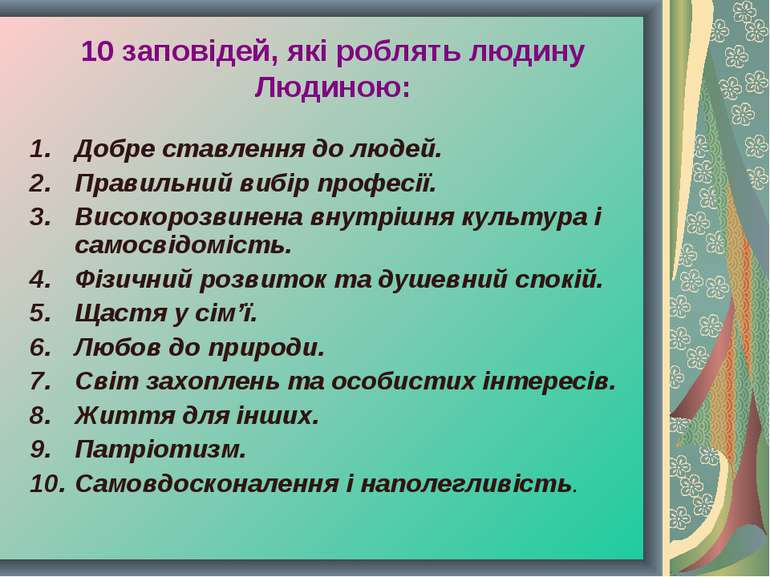 10 заповідей, які роблять людину
Людиною:
1. Добре ставлення до людей.
2. Правильний вибір професії.
3. Високорозвинена внутрішня культура і
самосвідомість.
4. Фізичний розвиток та душевний спокій.
5. Щастя у сім’ї.
6. Любов до природи.
7. Світ захоплень та особистих інтересів.
8. Життя для інших.
9. Патріотизм.
10. Самовдосконалення і наполегливість.